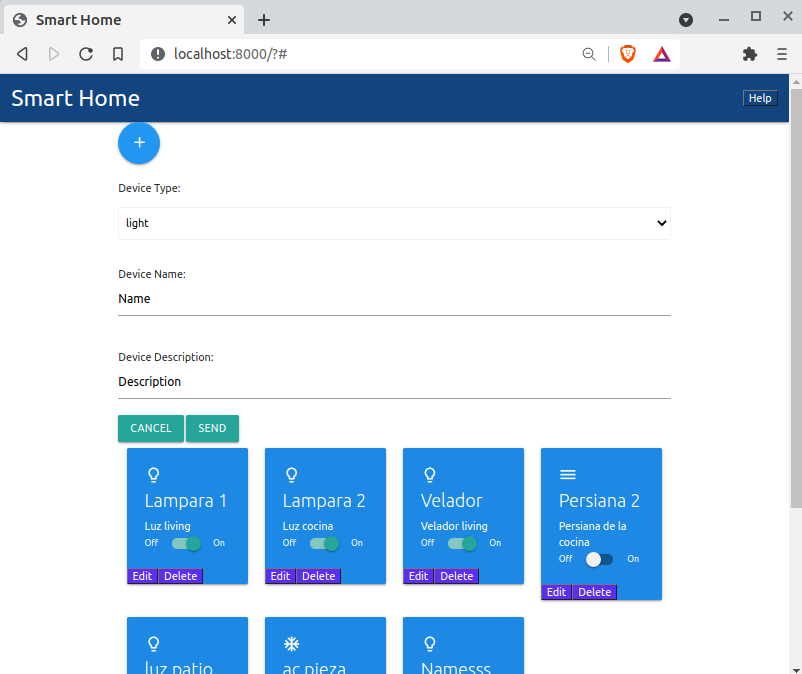 Smart Home
localhost:8000/?#
Smart Home
Help
+
Device Type:
light
Device Name:
Name
Device Description:
Description
CANCEL SEND
Lampara 1 Lampara 2 Velador Persiana 2
Luz living Luz cocina Velador living Persiana de la
cocina
Off On Off On Off On Off On
Edit Delete Edit Delete Edit Delete Edit Delete
luz patio ac pieza Namesss